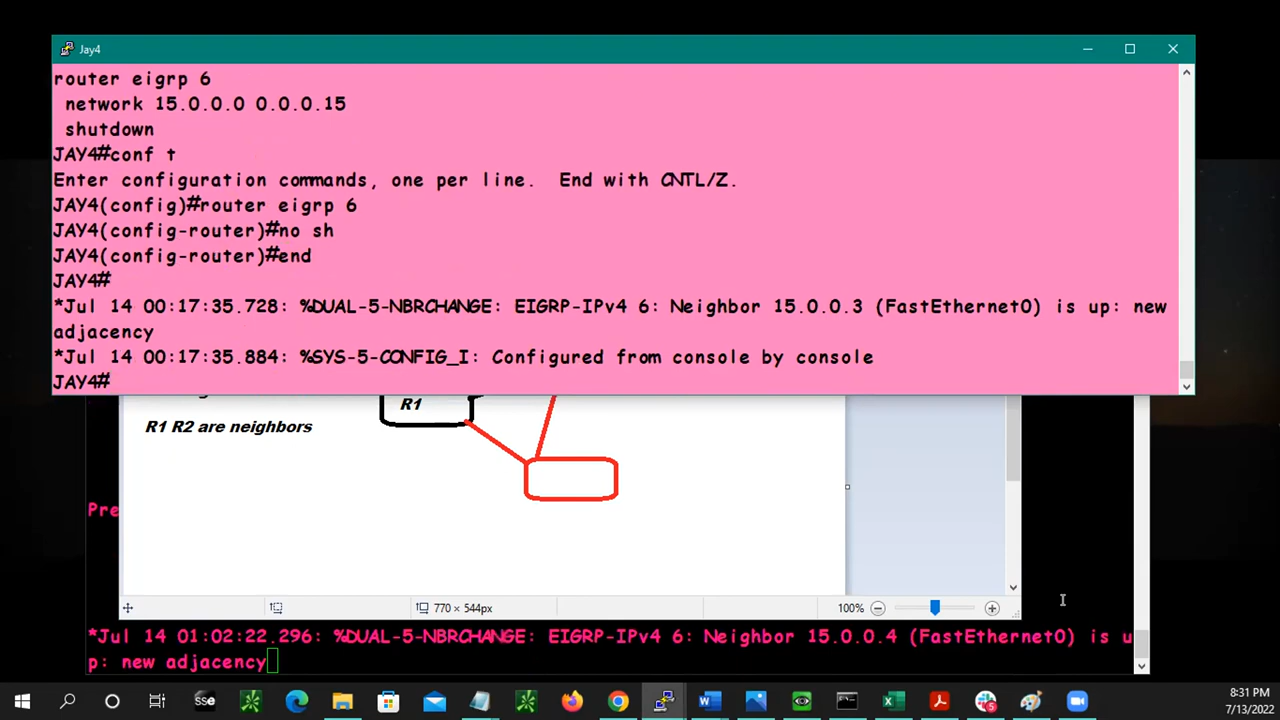 Jay4
router eigrp 6
network 15.0.0.0 0.0.0.15
shutdown
JAY4#conf t
Enter configuration commands, one per line.  End with CNTL/Z.
JAY4(config)#router eigrp 6
JAY4(config-router)#no sh
JAY4(config-router)#end
JAY4#
*Jul 14 00:17:35.728: %DUAL-5-NBRCHANGE: EIGRP-IPv4 6: Neighbor 15.0.0.3 (FastEthernet0) is up: new
adjacency
*Jul 14 00:17:35.884: %SYS-5-CONFIG_I: Configured from console by console
JAY4#
R1
R1 R2 are neighbors
Pre
770 × 544px
100%
*Jul 14 01:02:22.296: %DUAL-5-NBRCHANGE: EIGRP-IPv4 6: Neighbor 15.0.0.4 (FastEthernet0) is u
p: new adjacency
SSE
8:31 PM
7/13/2022